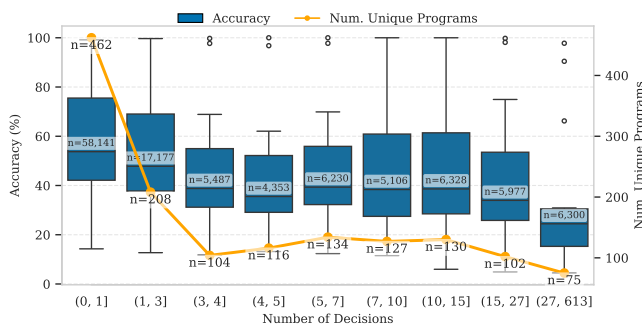 Accuracy Num. Unique Programs
100
80
60
40
20
0
Accuracy (%)
400
300
200
100
Num. Unique Programs
n=462
n=58,141
n=17,177
n=208
n=5,487
n=104
n=4,353
n=116
n=6,230
n=134
n=5,106
n=127
n=6,328
n=130
n=5,977
n=102
n=6,300
n=75
(0, 1] (1, 3] (3, 4] (4, 5] (5, 7] (7, 10] (10, 15] (15, 27] (27, 613]
Number of Decisions